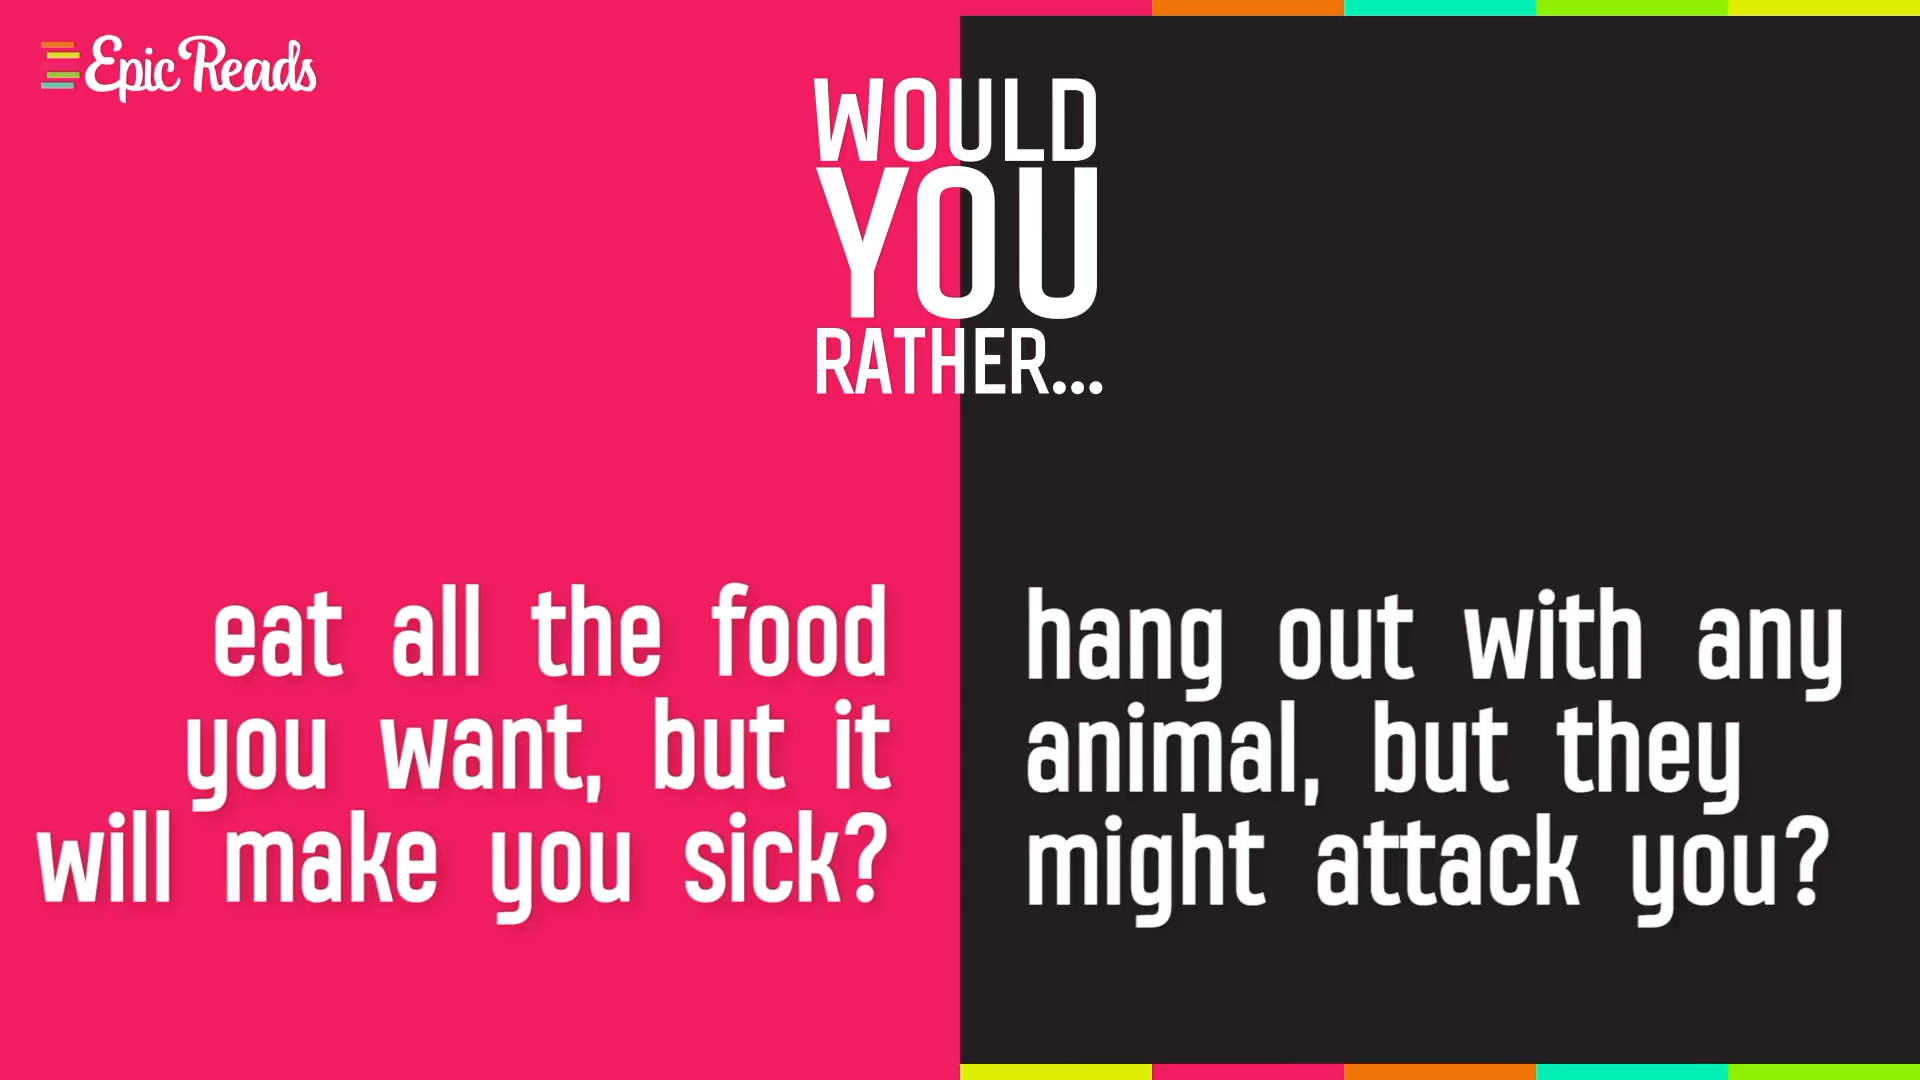 Epic Reads
WOULD
YOU
RATHER...
eat all the food
you want, but it
will make you sick?
hang out with any
animal, but they
might attack you?